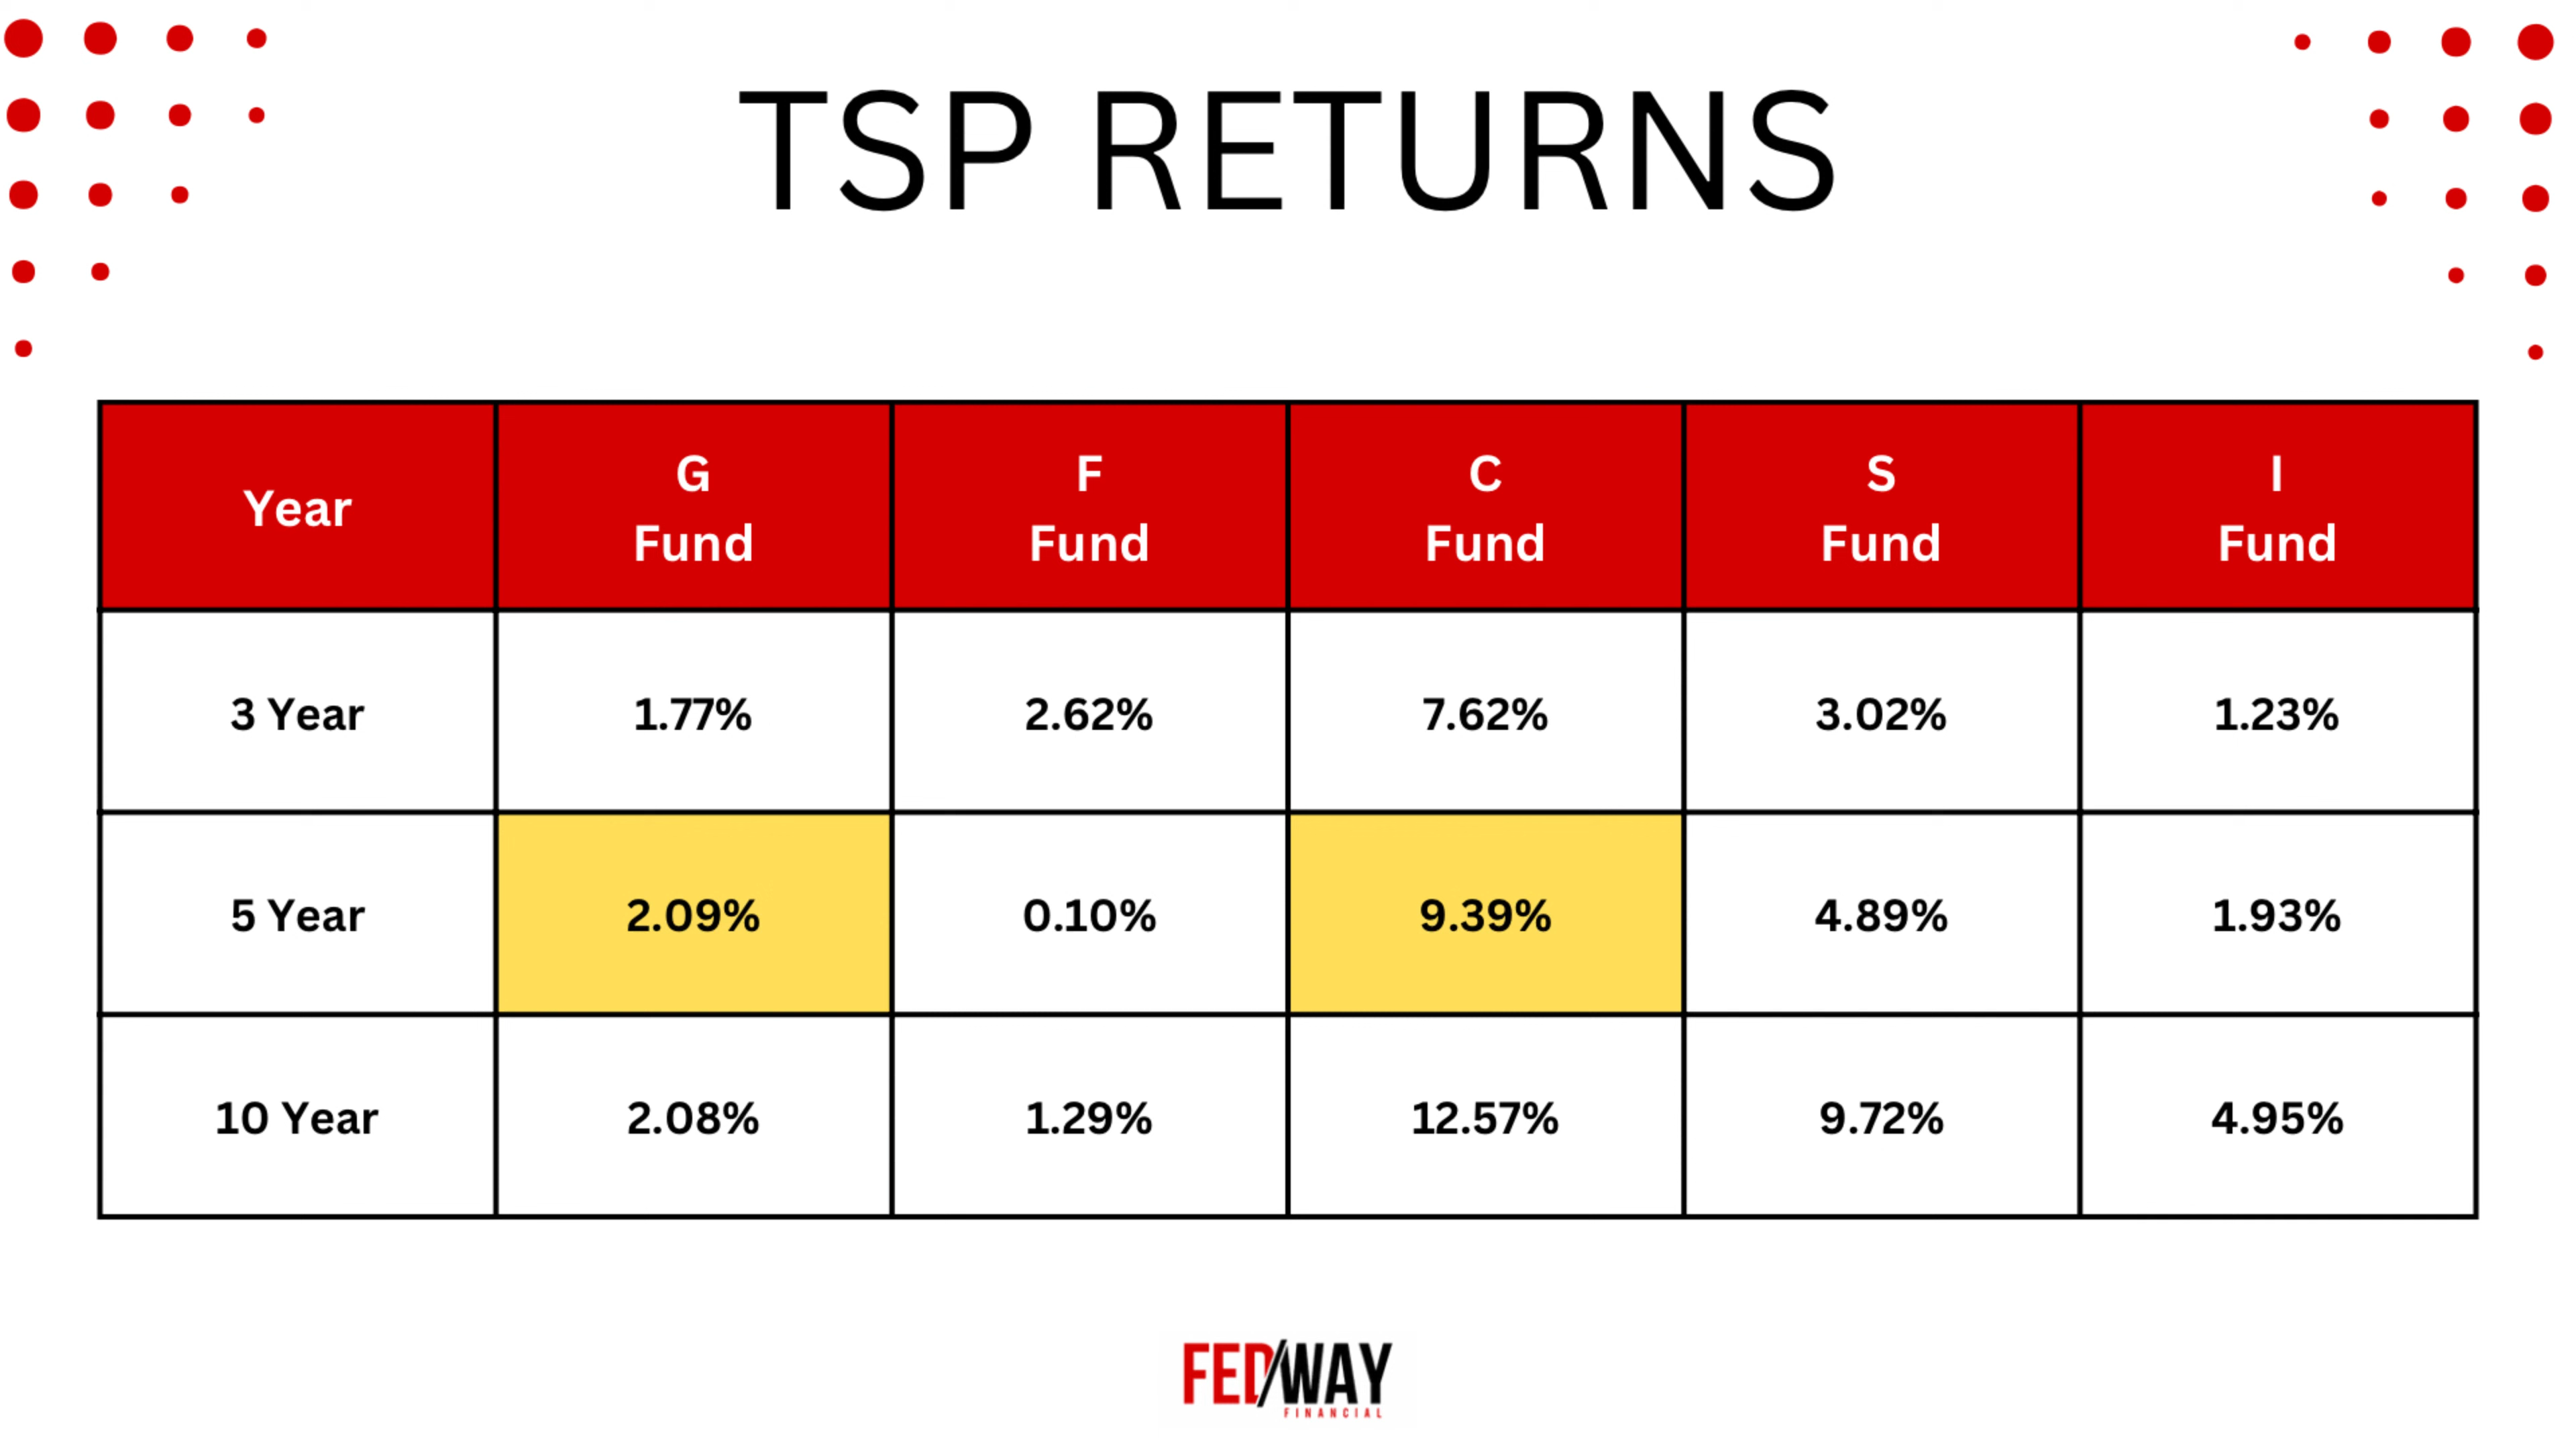 TSP RETURNS
Year G Fund F Fund C Fund S Fund I Fund
3 Year 1.77% 2.62% 7.62% 3.02% 1.23%
5 Year 2.09% 0.10% 9.39% 4.89% 1.93%
10 Year 2.08% 1.29% 12.57% 9.72% 4.95%
FED/WAY
FINANCIAL